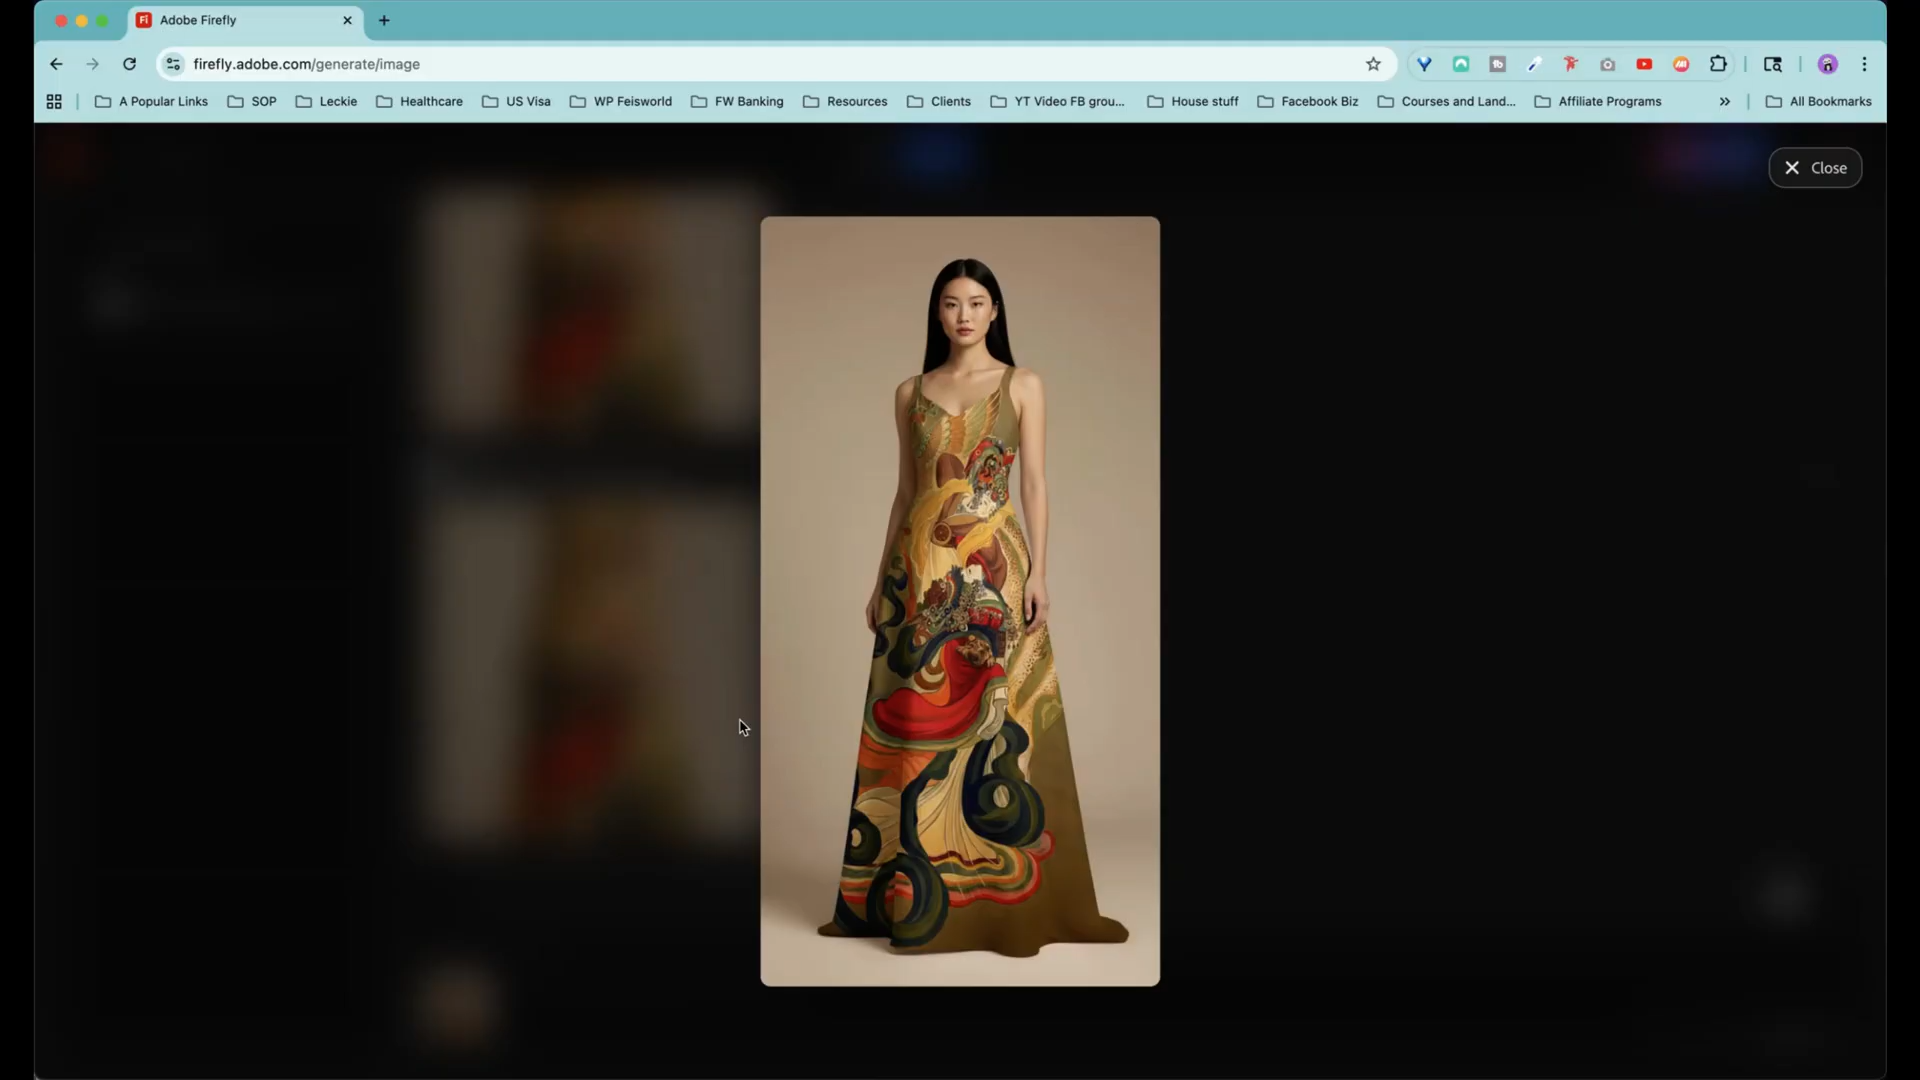 Adobe Firefly
firefly.adobe.com/generate/image
A Popular Links SOP Leckie Healthcare US Visa WP Feisworld FW Banking Resources Clients YT Video FB grou... House stuff Facebook Biz Courses and Land... Affiliate Programs All Bookmarks
Close